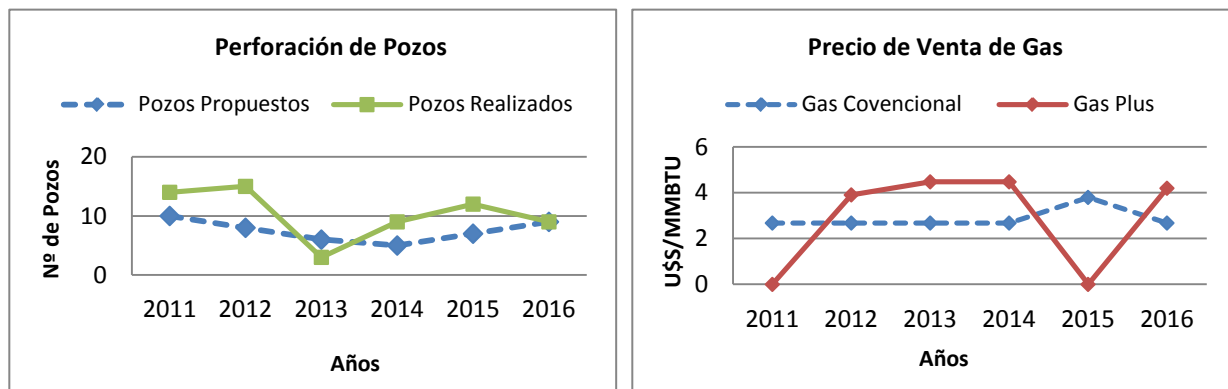 Perforación de Pozos
Pozos Propuestos Pozos Realizados
Nº de Pozos
20
10
0
2011 2012 2013 2014 2015 2016
Años
Precio de Venta de Gas
Gas Covencional Gas Plus
U$S/MMBTU
6
4
2
0
2011 2012 2013 2014 2015 2016
Años